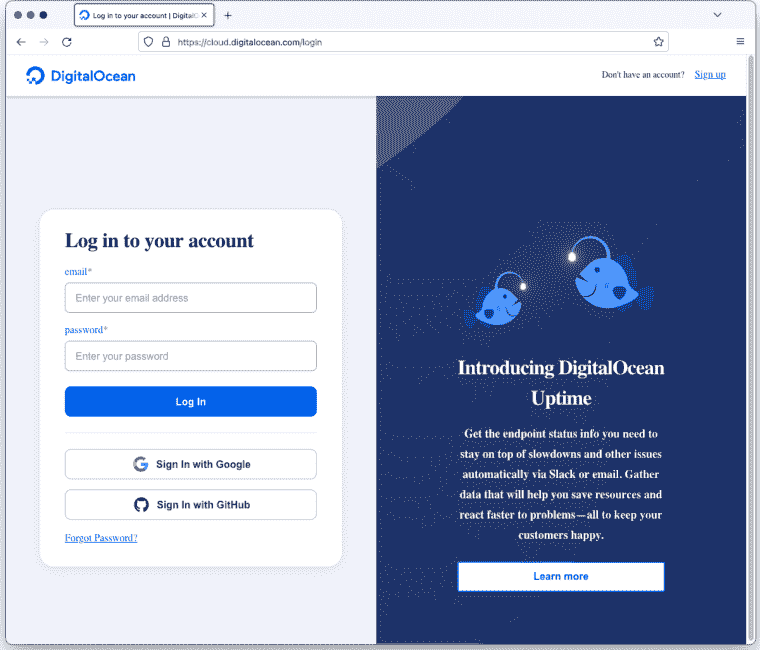 Log in to your account | Digital
https://cloud.digitalocean.com/login
DigitalOcean
Don't have an account? Sign up
Log in to your account
email*
Enter your email address
password*
Enter your password
Log In
Sign In with Google
Sign In with GitHub
Forgot Password?
Introducing DigitalOcean
Uptime
Get the endpoint status info you need to
stay on top of slowdowns and other issues
automatically via Slack or email. Gather
data that will help you save resources and
react faster to problems—all to keep your
customers happy.
Learn more